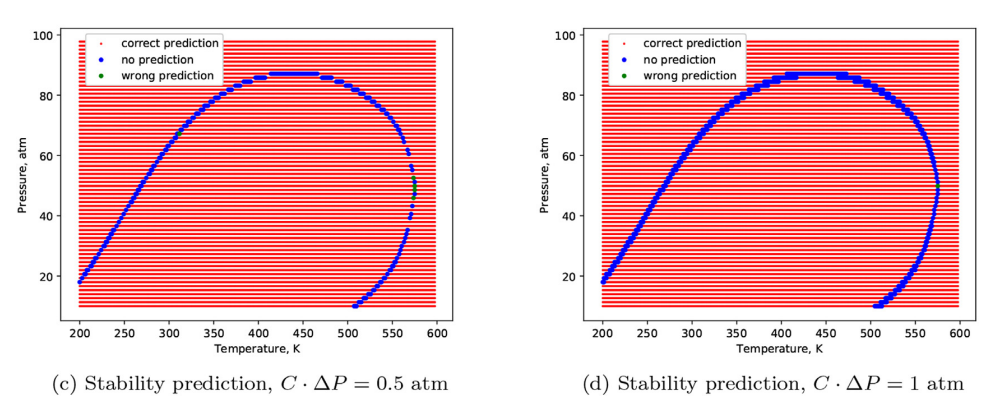 100
80
60
40
20
Pressure, atm
correct prediction
no prediction
wrong prediction
200 250 300 350 400 450 500 550 600
Temperature, K
(c) Stability prediction, C · ΔP = 0.5 atm
100
80
60
40
20
Pressure, atm
correct prediction
no prediction
wrong prediction
200 250 300 350 400 450 500 550 600
Temperature, K
(d) Stability prediction, C · ΔP = 1 atm